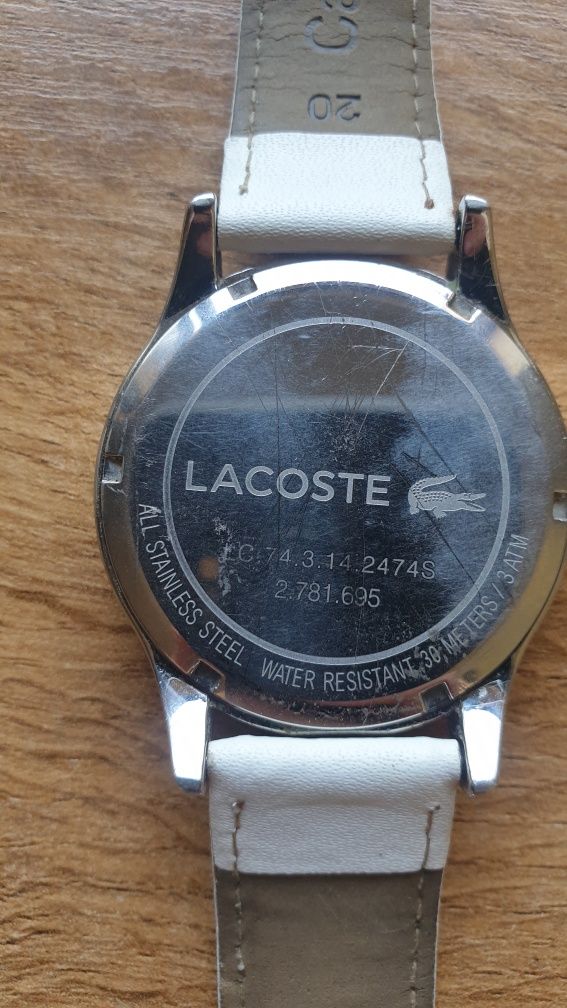 Ca
20
LACOSTE
LC.74.3.14.2474S
2.781.695
ALL STAINLESS STEEL WATER RESISTANT 30 METERS / 3 ATM